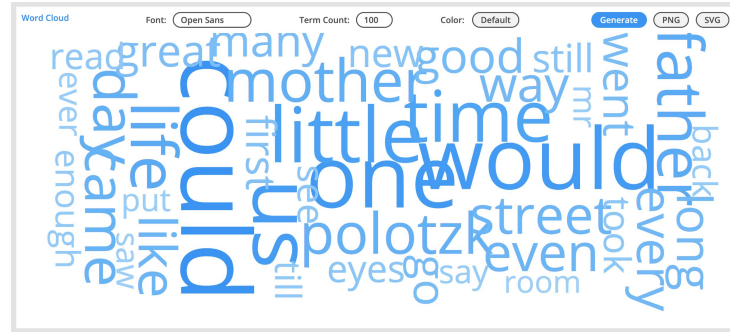 Word Cloud Font: Open Sans Term Count: 100 Color: Default Generate PNG SVG
many
great
read
new
good
still
went
father
mother
way
ever
day
life
could
first
little
time
mr
back
one
would
enough
came
put
us
see
long
like
saw
polotzk
street
took
every
even
till
eyes
go
say
room